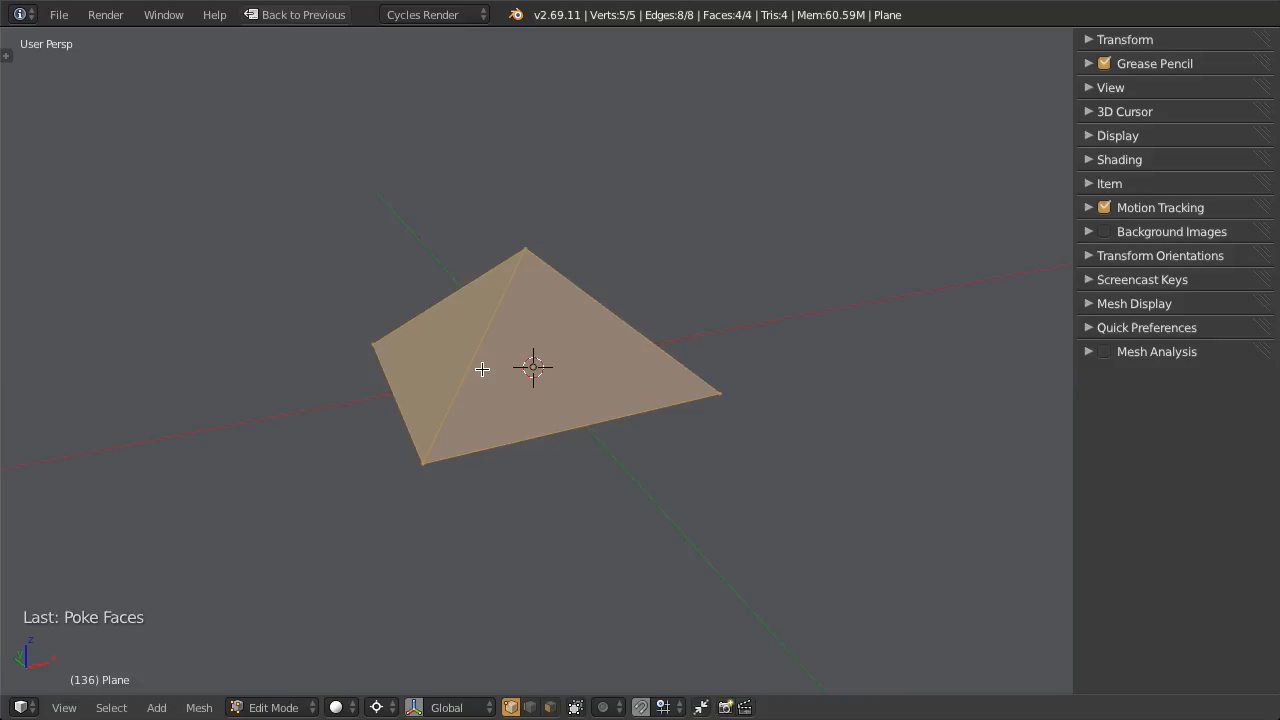 File Render Window Help Back to Previous Cycles Render v2.69.11 | Verts:5/5 | Edges:8/8 | Faces:4/4 | Tris:4 | Mem:60.59M | Plane
User Persp
Transform
Grease Pencil
View
3D Cursor
Display
Shading
Item
Motion Tracking
Background Images
Transform Orientations
Screencast Keys
Mesh Display
Quick Preferences
Mesh Analysis
Last: Poke Faces
z
y x
(136) Plane
View Select Add Mesh Edit Mode Global